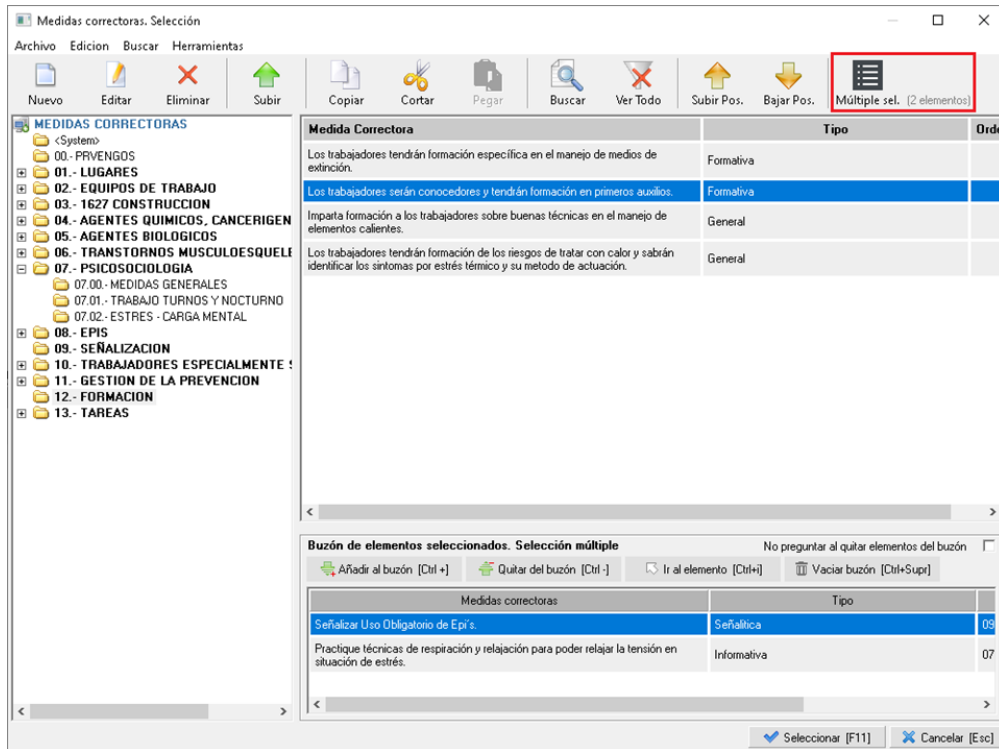 Medidas correctoras. Selección
Archivo Edicion Buscar Herramientas
Nuevo Editar Eliminar Subir Copiar Cortar Pegar Buscar Ver Todo Subir Pos. Bajar Pos. Múltiple sel. (2 elementos)
MEDIDAS CORRECTORAS
<System>
00.- PRVENGOS
01.- LUGARES
02.- EQUIPOS DE TRABAJO
03.- 1627 CONSTRUCCION
04.- AGENTES QUIMICOS, CANCERIGEN
05.- AGENTES BIOLOGICOS
06.- TRANSTORNOS MUSCULOESQUELE
07.- PSICOSOCIOLOGIA
07.00.- MEDIDAS GENERALES
07.01.- TRABAJO TURNOS Y NOCTURNO
07.02.- ESTRES - CARGA MENTAL
08.- EPIS
09.- SEÑALIZACION
10.- TRABAJADORES ESPECIALMENTE S
11.- GESTION DE LA PREVENCION
12.- FORMACION
13.- TAREAS
Medida Correctora Tipo Orde
Los trabajadores tendrán formación específica en el manejo de medios de
extinción.
Formativa
Los trabajadores serán conocedores y tendrán formación en primeros auxilios. Formativa
Imparta formación a los trabajadores sobre buenas técnicas en el manejo de
elementos calientes.
General
Los trabajadores tendrán formación de los riesgos de tratar con calor y sabrán
identificar los sintomas por estrés térmico y su metodo de actuación.
General
Buzón de elementos seleccionados. Selección múltiple No preguntar al quitar elementos del buzón
Añadir al buzón [Ctrl +] Quitar del buzón [Ctrl -] Ir al elemento [Ctrl+i] Vaciar buzón [Ctrl+Supr]
Medidas correctoras Tipo
Señalizar Uso Obligatorio de Epi's. Señalítica 09
Practique técnicas de respiración y relajación para poder relajar la tensión en
situación de estrés.
Informativa 07
Seleccionar [F11] Cancelar [Esc]